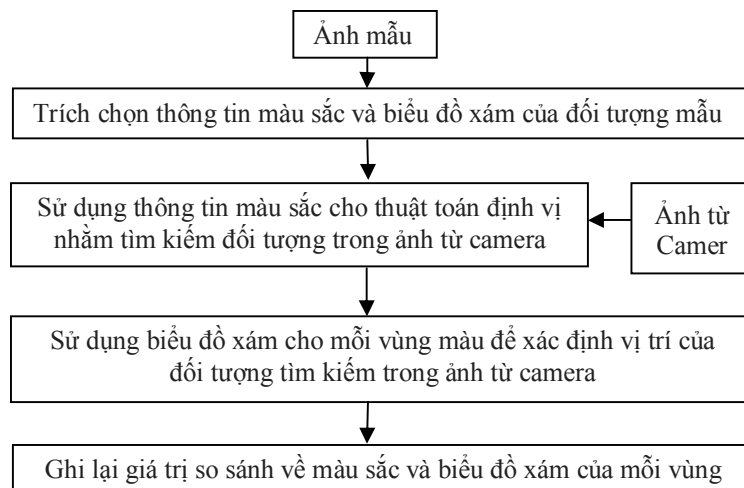 Ảnh mẫu
Trích chọn thông tin màu sắc và biểu đồ xám của đối tượng mẫu
Sử dụng thông tin màu sắc cho thuật toán định vị
nhằm tìm kiếm đối tượng trong ảnh từ camera
Ảnh từ
Camer
Sử dụng biểu đồ xám cho mỗi vùng màu để xác định vị trí của
đối tượng tìm kiếm trong ảnh từ camera
Ghi lại giá trị so sánh về màu sắc và biểu đồ xám của mỗi vùng